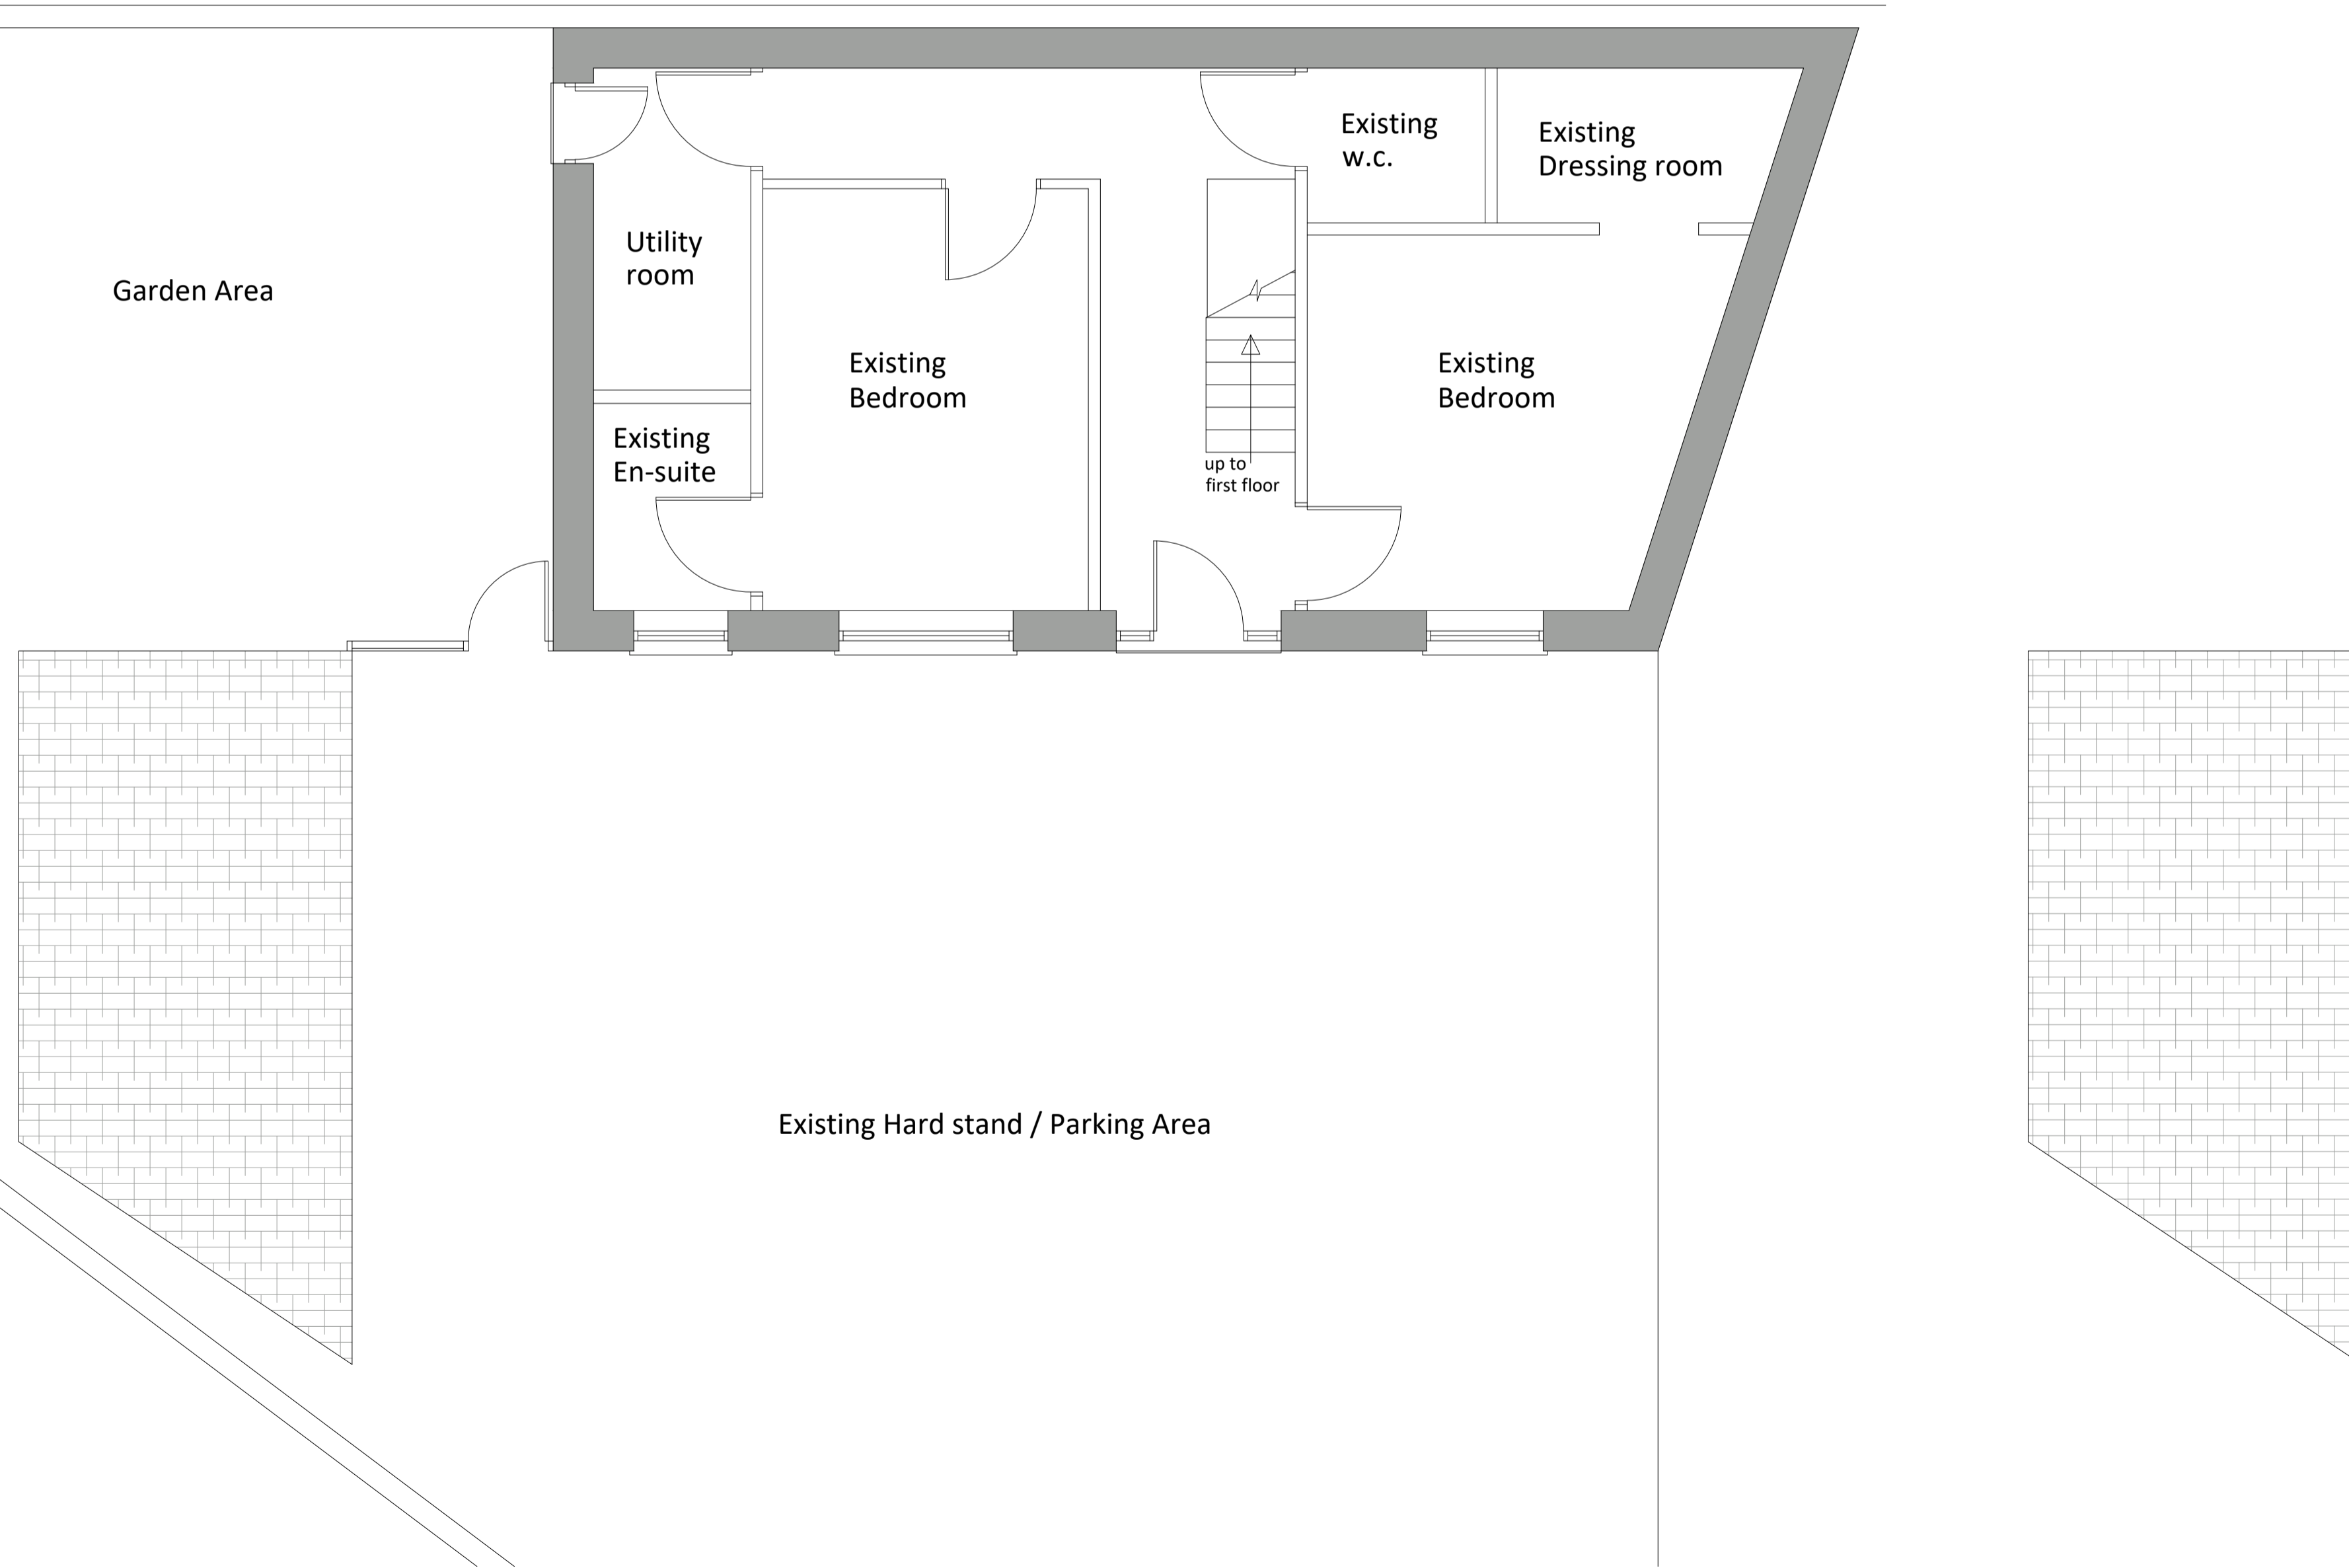 Existing
w.c.
Existing
Dressing room
Utility
room
Garden Area
Existing
Bedroom
Existing
Bedroom
Existing
En-suite
up to
first floor
Existing Hard stand / Parking Area